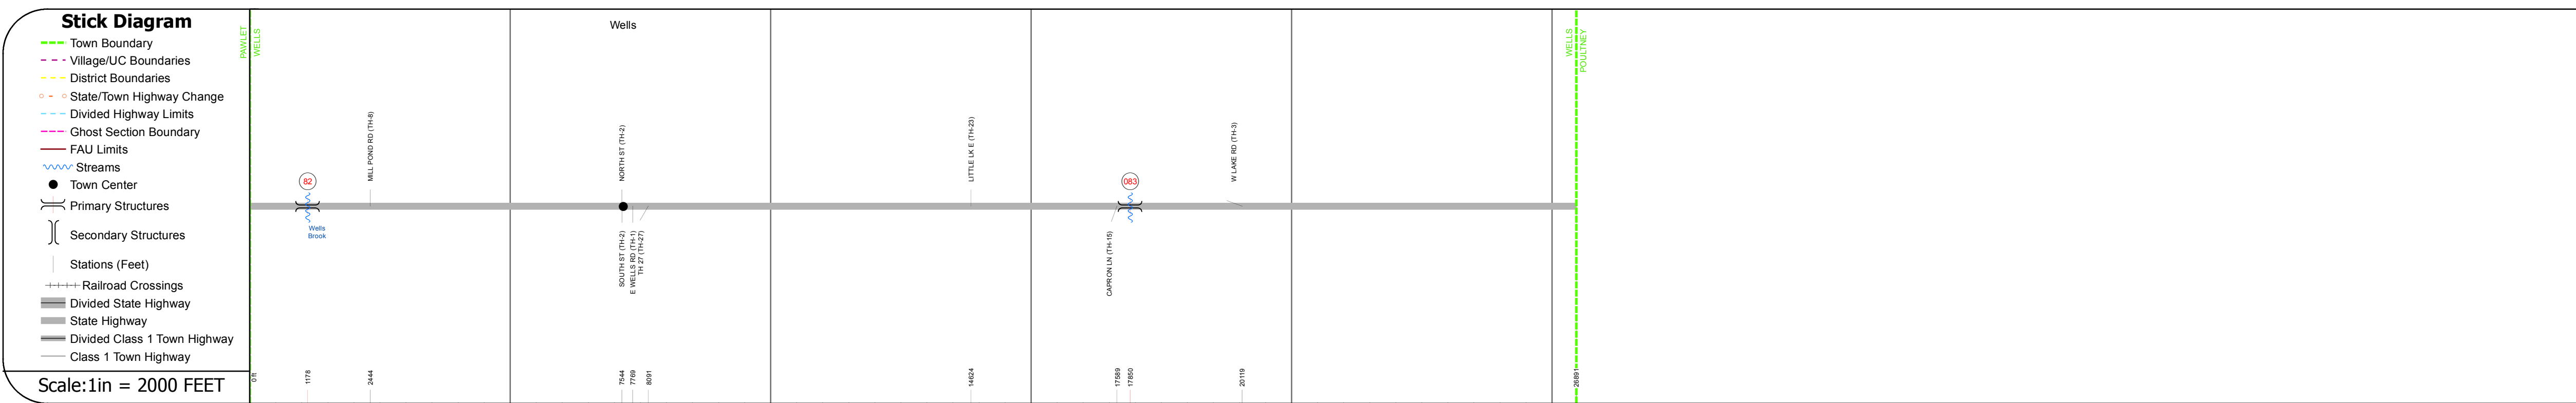 Stick Diagram
Town Boundary
Village/UC Boundaries
District Boundaries
State/Town Highway Change
Divided Highway Limits
Ghost Section Boundary
FAU Limits
Streams
Town Center
Primary Structures
Secondary Structures
Stations (Feet)
Railroad Crossings
Divided State Highway
State Highway
Divided Class 1 Town Highway
Class 1 Town Highway
Scale:1in = 2000 FEET
PAWLET
WELLS
Wells
WELLS
POULTNEY
82
MILL POND RD (TH-8)
NORTH ST (TH-2)
LITTLE LK E (TH-23)
083
W LAKE RD (TH-3)
Wells
Brook
SOUTH ST (TH-2)
E WELLS RD (TH-1)
TH 27 (TH-27)
CAPRON LN (TH-15)
0 ft
1178
2444
7544
7769
8091
14624
17589
17850
20119
26891